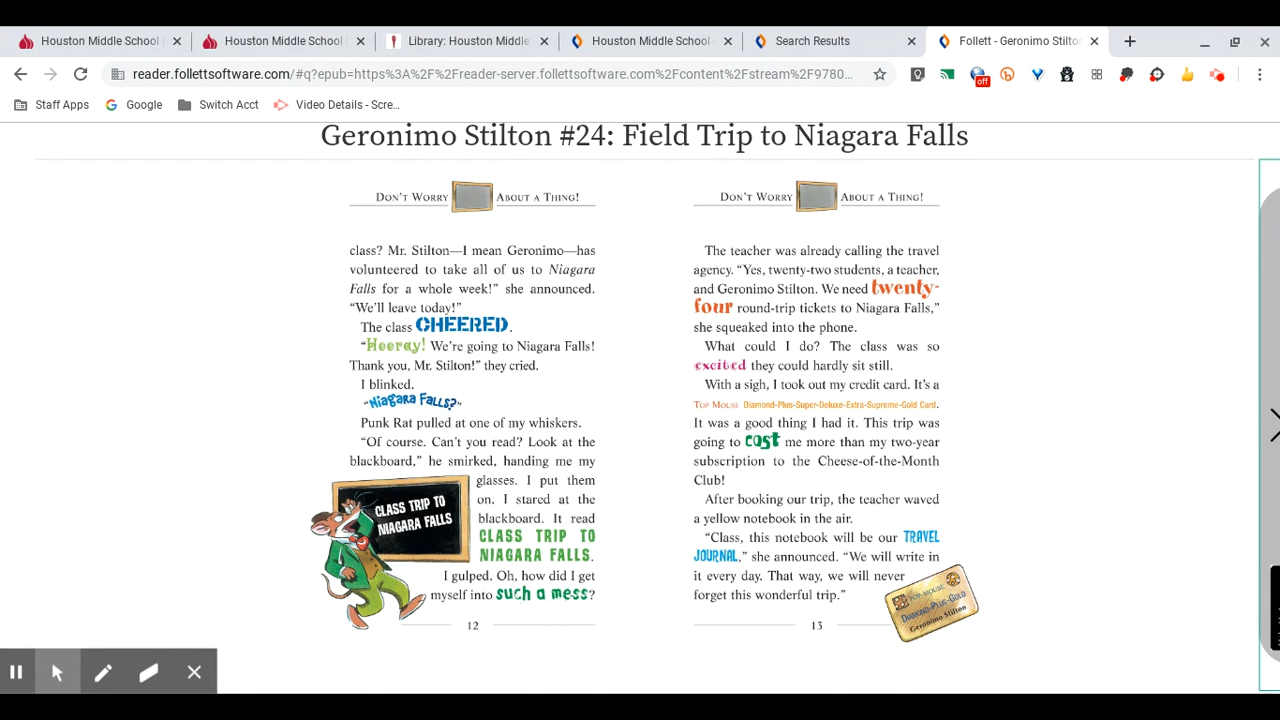 Houston Middle School
Houston Middle School
Library: Houston Middle
Houston Middle School
Search Results
Follett - Geronimo Stilto
reader.follettsoftware.com/#q?epub=https%3A%2F%2Freader-server.follettsoftware.com%2Fcontent%2Fstream%2F9780...
off
Staff Apps
Google
Switch Acct
Video Details - Scre...
Geronimo Stilton #24: Field Trip to Niagara Falls
Don't Worry About a Thing!
class? Mr. Stilton—I mean Geronimo—has
volunteered to take all of us to Niagara
Falls for a whole week!” she announced.
“We’ll leave today!”
The class CHEERED.
“Hooray! We’re going to Niagara Falls!
Thank you, Mr. Stilton!” they cried.
I blinked.
“Niagara Falls?”
Punk Rat pulled at one of my whiskers.
“Of course. Can’t you read? Look at the
blackboard,” he smirked, handing me my
glasses. I put them
on. I stared at the
blackboard. It read
CLASS TRIP TO
NIAGARA FALLS.
I gulped. Oh, how did I get
myself into such a mess?
CLASS TRIP TO
NIAGARA FALLS
12
Don't Worry About a Thing!
The teacher was already calling the travel
agency. “Yes, twenty-two students, a teacher,
and Geronimo Stilton. We need twenty-
four round-trip tickets to Niagara Falls,”
she squeaked into the phone.
What could I do? The class was so
excited they could hardly sit still.
With a sigh, I took out my credit card. It’s a
Top Mouse Diamond-Plus-Super-Deluxe-Extra-Supreme-Gold Card.
It was a good thing I had it. This trip was
going to cost me more than my two-year
subscription to the Cheese-of-the-Month
Club!
After booking our trip, the teacher waved
a yellow notebook in the air.
“Class, this notebook will be our TRAVEL
JOURNAL,” she announced. “We will write in
it every day. That way, we will never
forget this wonderful trip.”
TOP-MOUSE
DIAMOND-PLUS-GOLD
Geronimo Stilton
13